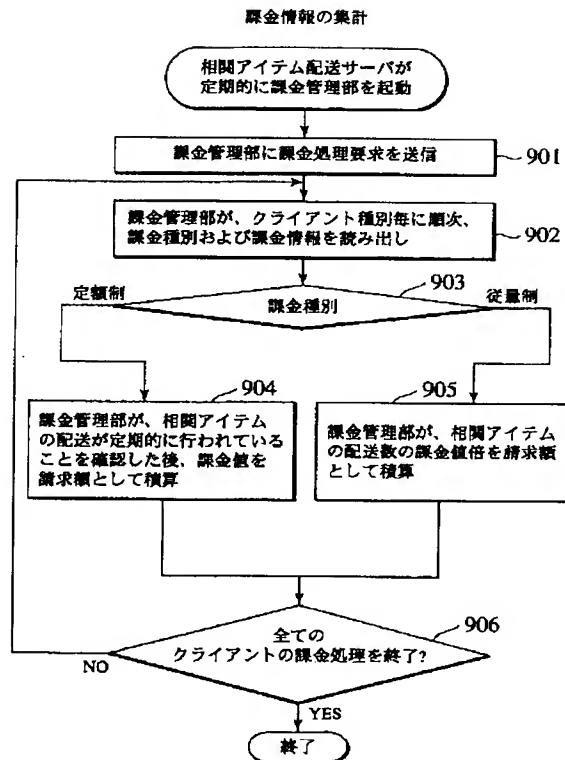 課金情報の集計
相関アイテム配送サーバが
定期的に課金管理部を起動
課金管理部に課金処理要求を送信
901
課金管理部が、クライアント種別毎に順次、
課金種別および課金情報を読み出し
902
903
課金種別
定額制
従量制
904
課金管理部が、相関アイテム
の配送が定期的に行われている
ことを確認した後、課金値を
請求額として積算
905
課金管理部が、相関アイテム
の配送数の課金値倍を請求額
として積算
906
全ての
クライアントの課金処理を終了?
NO
YES
終了